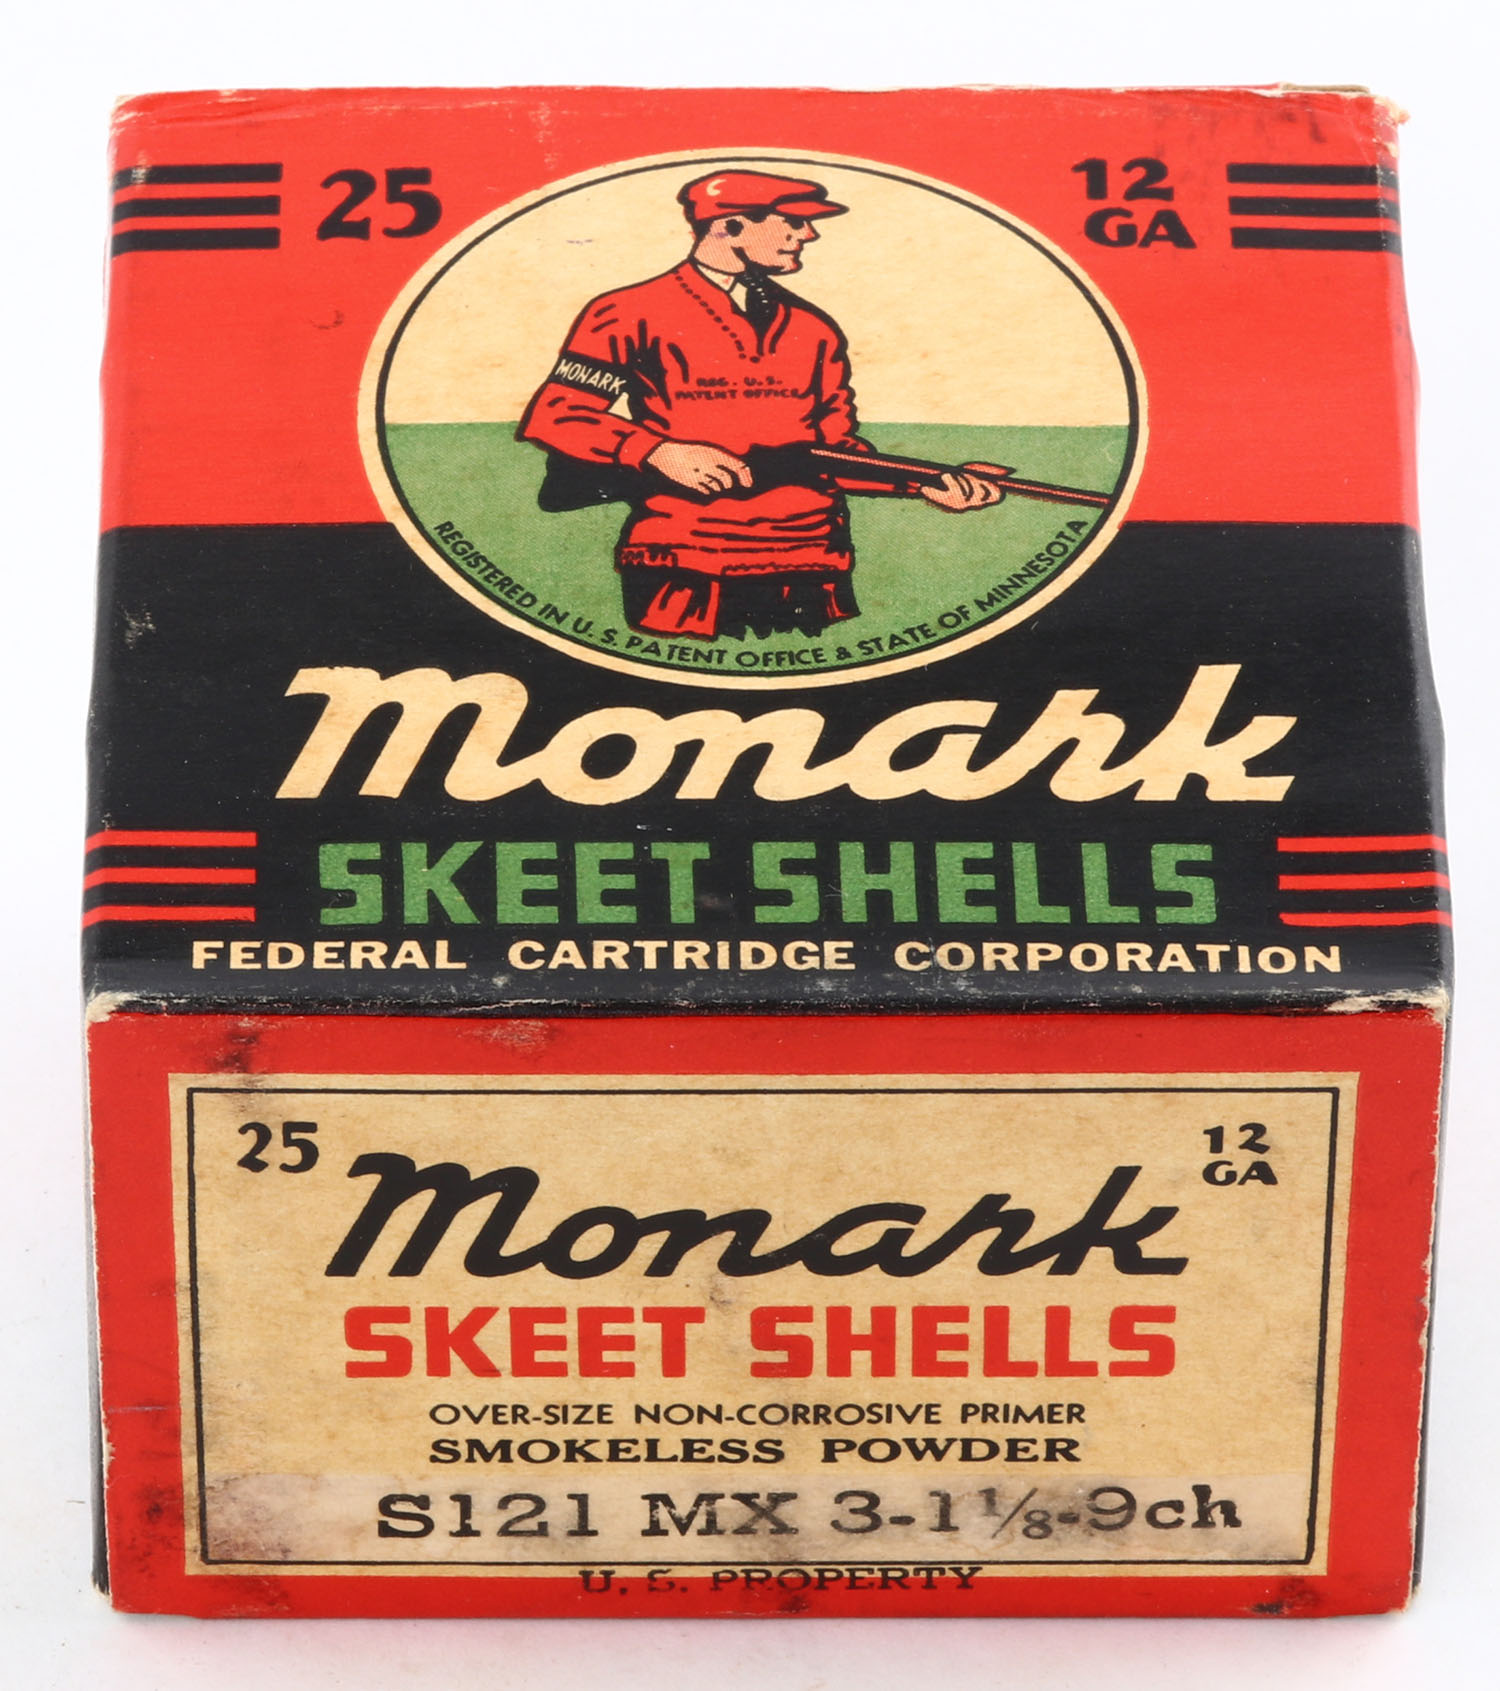 25
12
GA
MONARK
REG. U.S.
PATENT OFFICE
REGISTERED IN U. S. PATENT OFFICE & STATE OF MINNESOTA
Monark
SKEET SHELLS
FEDERAL CARTRIDGE CORPORATION
25
12
GA
Monark
SKEET SHELLS
OVER-SIZE NON-CORROSIVE PRIMER
SMOKELESS POWDER
S121 MX 3-1⅛-9ch
U. S. PROPERTY